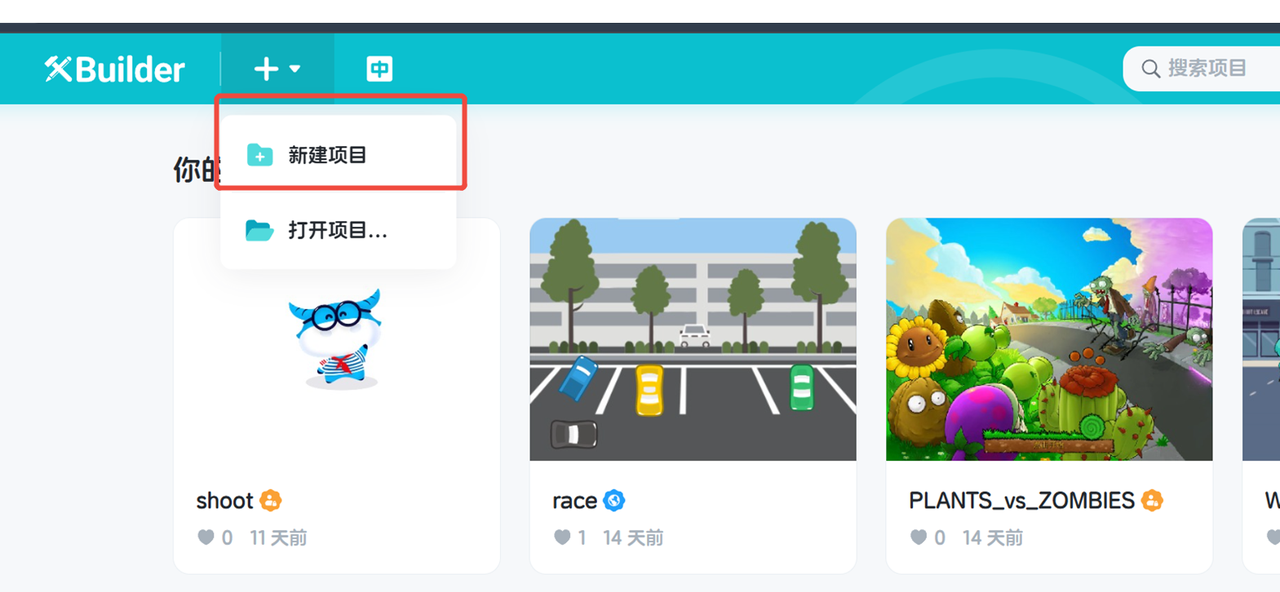 XBuilder
中
搜索项目
新建项目
你的
打开项目...
shoot
race
PLANTS_vs_ZOMBIES
W
0 11 天前
1 14 天前
0 14 天前